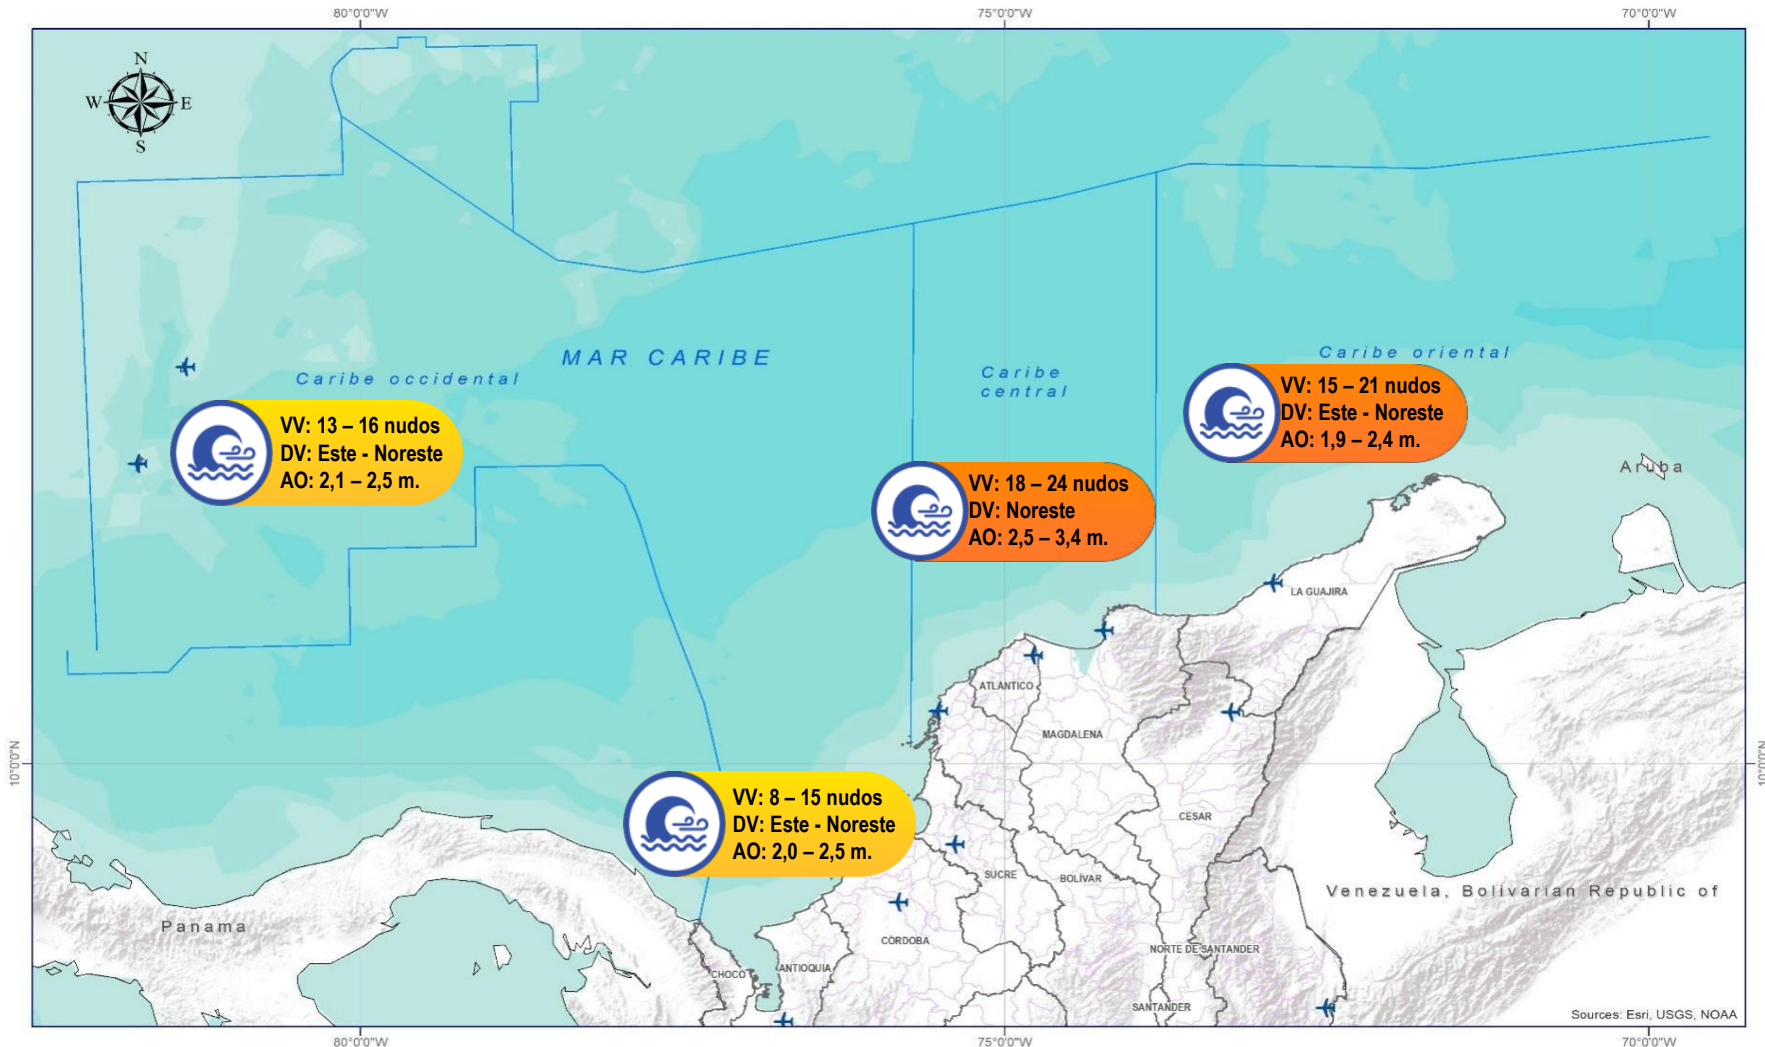 80°0'0"W
75°0'0"W
70°0'0"W
N
W
E
S
MAR CARIBE
Caribe occidental
Caribe
central
Caribe oriental
VV: 15 – 21 nudos
DV: Este - Noreste
AO: 1,9 – 2,4 m.
VV: 13 – 16 nudos
DV: Este - Noreste
AO: 2,1 – 2,5 m.
VV: 18 – 24 nudos
DV: Noreste
AO: 2,5 – 3,4 m.
Aruba
LA GUAJIRA
ATLÁNTICO
MAGDALENA
10°0'0"N
10°0'0"N
VV: 8 – 15 nudos
DV: Este - Noreste
AO: 2,0 – 2,5 m.
CESAR
SUCRE
BOLÍVAR
Venezuela, Bolivarian Republic of
Panama
CÓRDOBA
NORTE DE SANTANDER
CHOCO
ANTIOQUIA
SANTANDER
Sources: Esri, USGS, NOAA
80°0'0"W
75°0'0"W
70°0'0"W